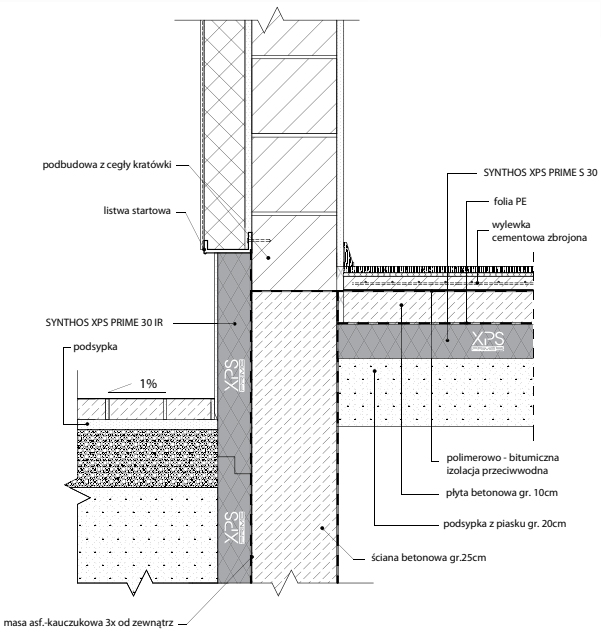 podbudowa z cegły kratówki
listwa startowa
SYNTHOS XPS PRIME S 30
folia PE
wylewka
cementowa zbrojona
SYNTHOS XPS PRIME 30 IR
podsypka
1%
XPS
XPS
XPS
polimerowo - bitumiczna
izolacja przeciwwodna
płyta betonowa gr. 10cm
podsypka z piasku gr. 20cm
ściana betonowa gr.25cm
masa asf.-kauczukowa 3x od zewnątrz